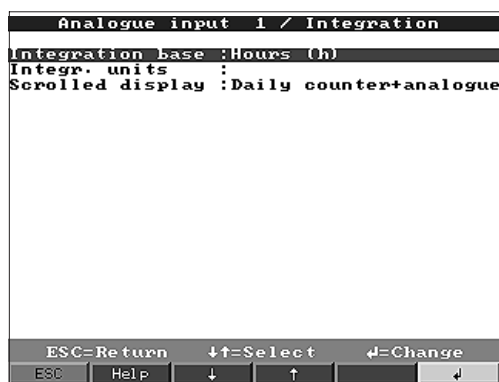 Analogue input 1 / Integration
Integration base :Hours (h)
Integr. units :
Scrolled display :Daily counter+analogue
ESC=Return ↓↑=Select ↵=Change
ESC Help ↓ ↑ ↵